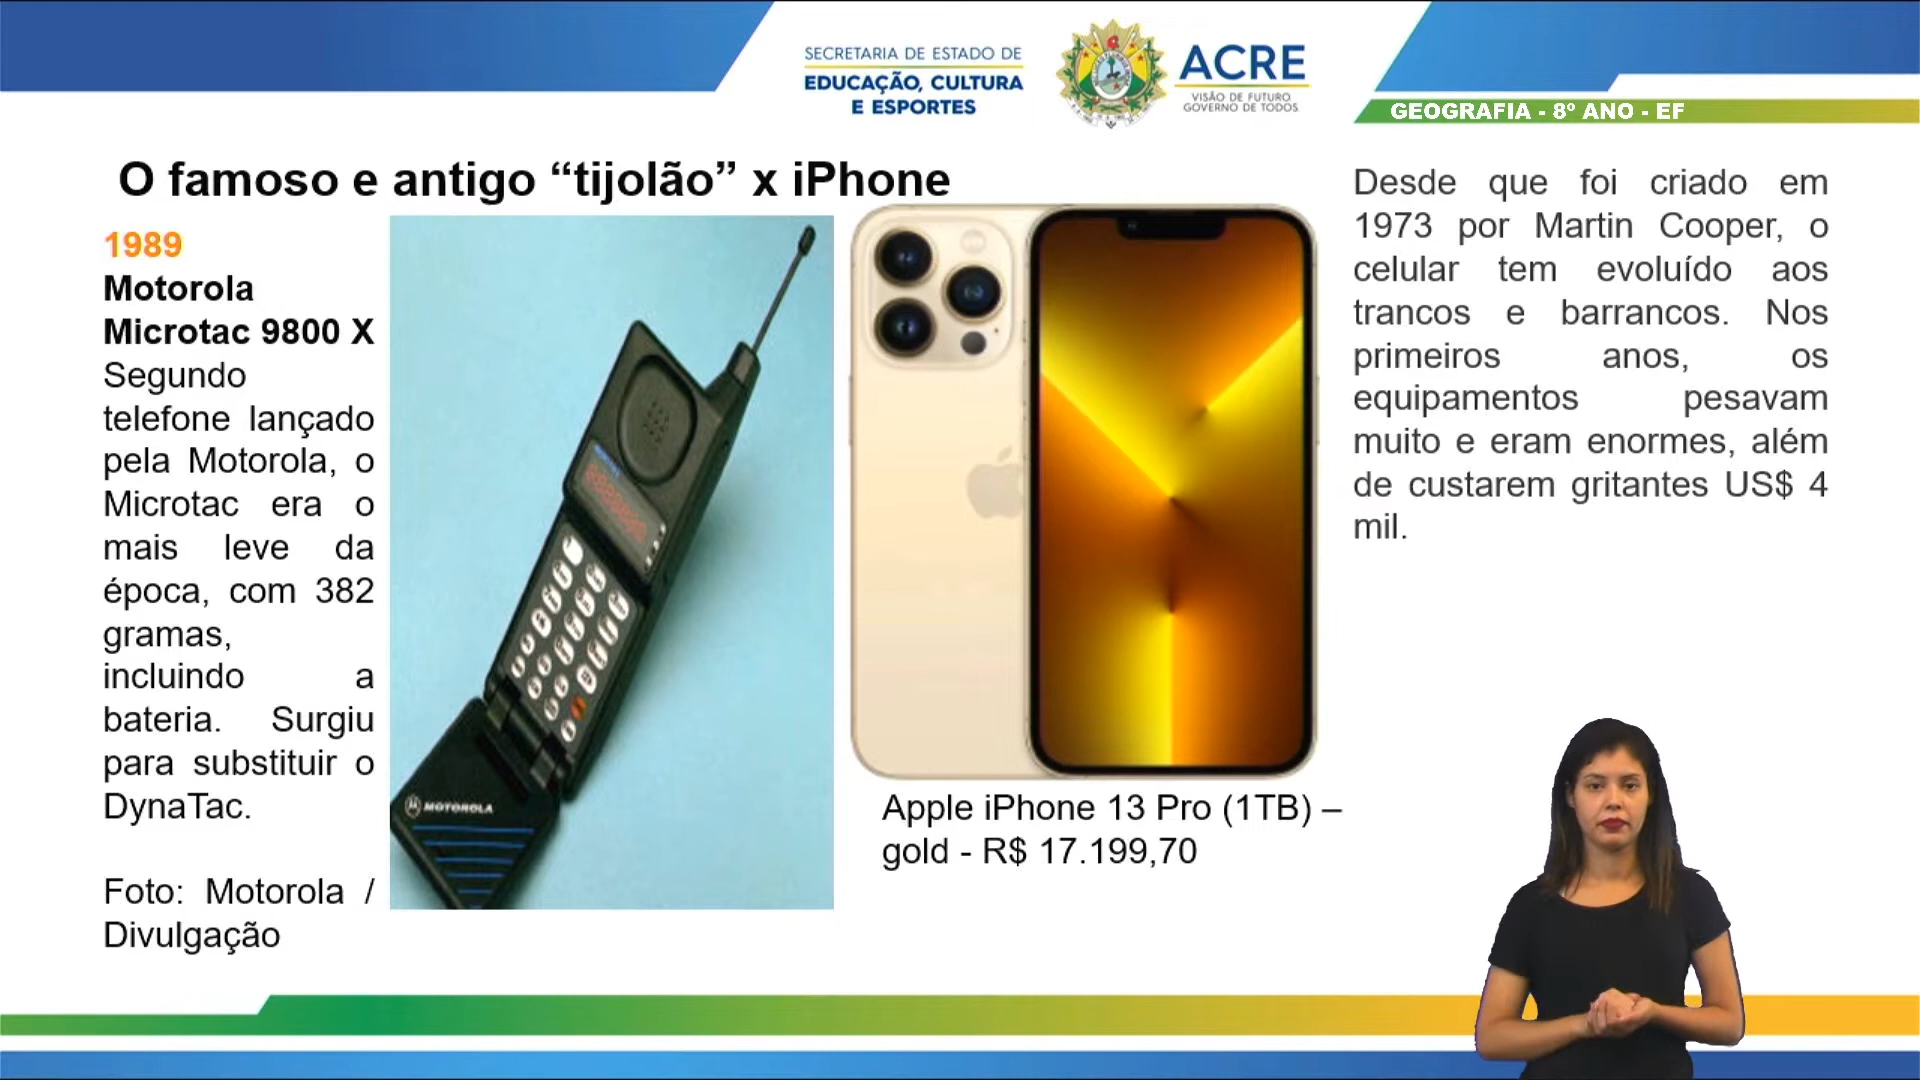 SECRETARIA DE ESTADO DE
EDUCAÇÃO, CULTURA
E ESPORTES
ACRE
VISÃO DE FUTURO
GOVERNO DE TODOS
GEOGRAFIA - 8º ANO - EF
O famoso e antigo “tijolão” x iPhone
1989
Motorola
Microtac 9800 X
Segundo
telefone lançado
pela Motorola, o
Microtac era o
mais leve da
época, com 382
gramas,
incluindo a
bateria. Surgiu
para substituir o
DynaTac.
Foto: Motorola /
Divulgação
MOTOROLA
Apple iPhone 13 Pro (1TB) –
gold - R$ 17.199,70
Desde que foi criado em
1973 por Martin Cooper, o
celular tem evoluído aos
trancos e barrancos. Nos
primeiros anos, os
equipamentos pesavam
muito e eram enormes, além
de custarem gritantes US$ 4
mil.